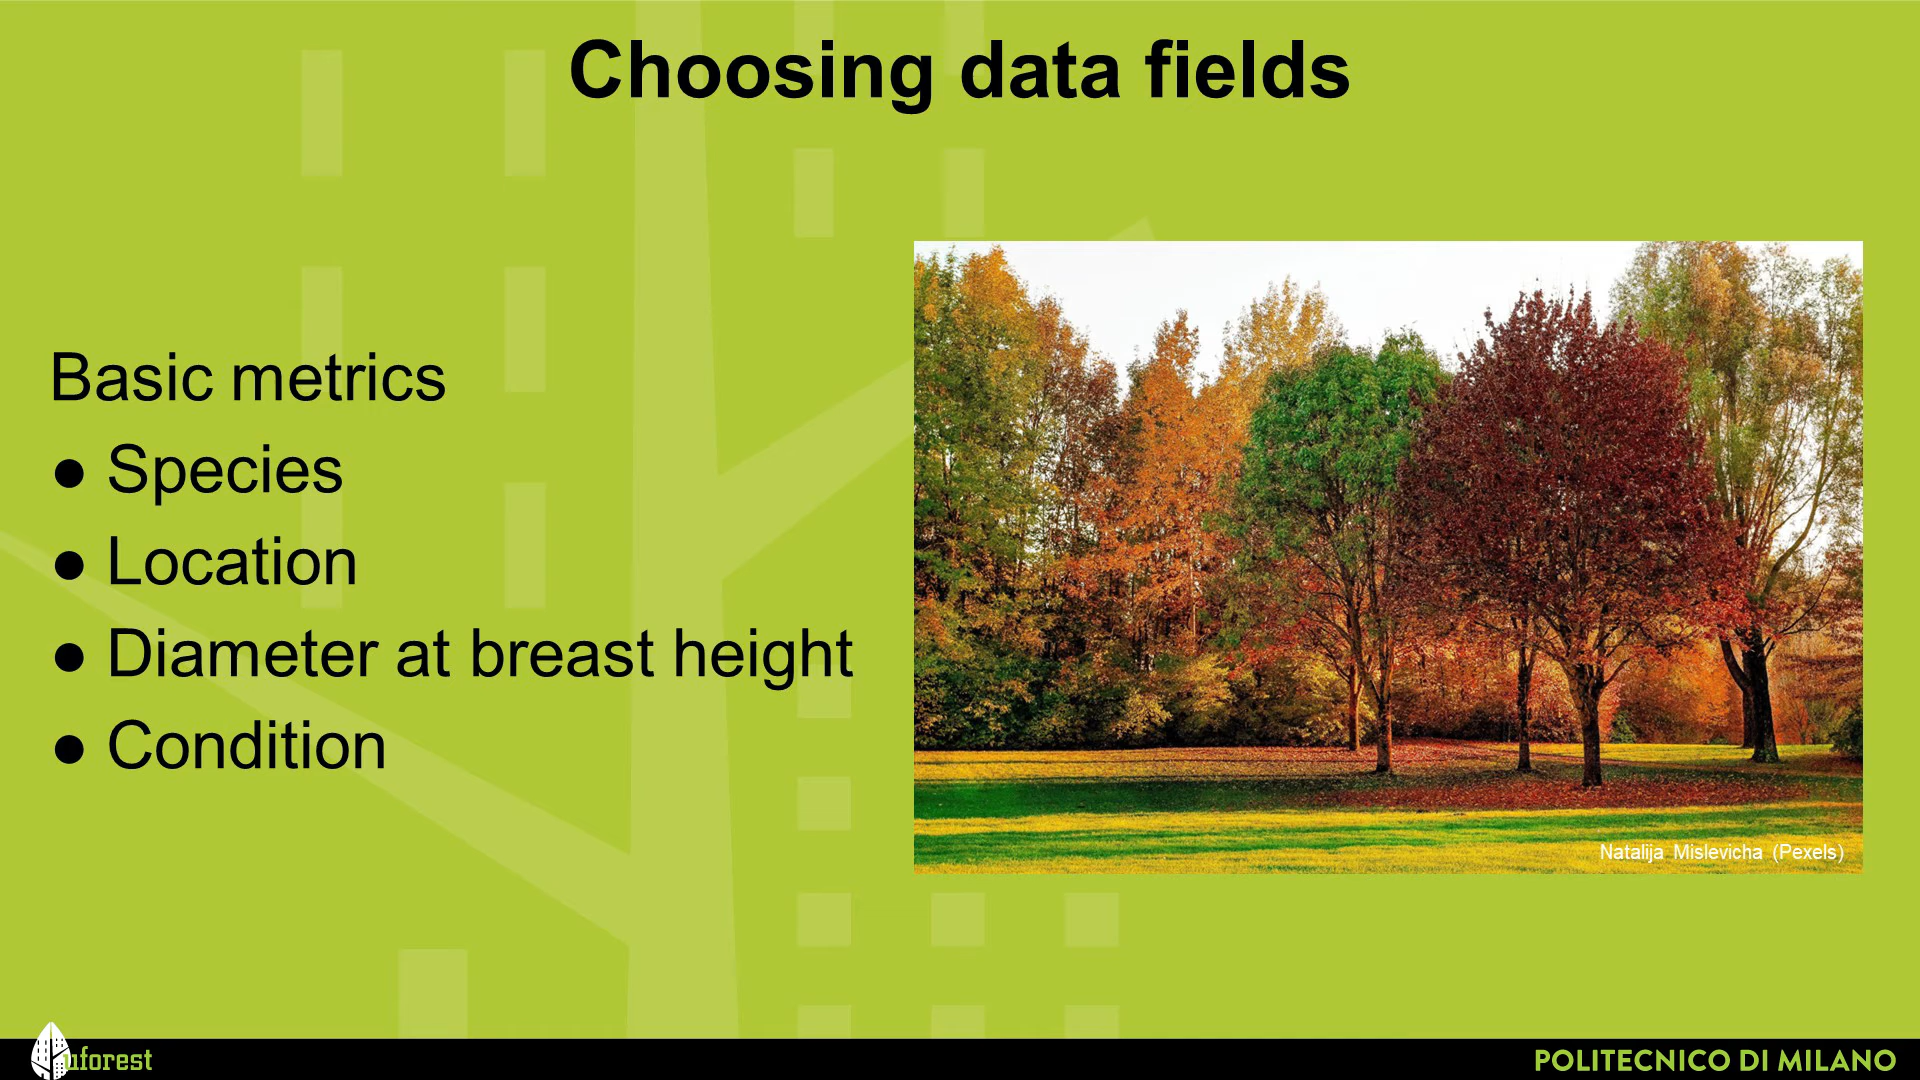 Choosing data fields
Basic metrics
● Species
● Location
● Diameter at breast height
● Condition
Natalija Mislevicha (Pexels)
uforest
POLITECNICO DI MILANO